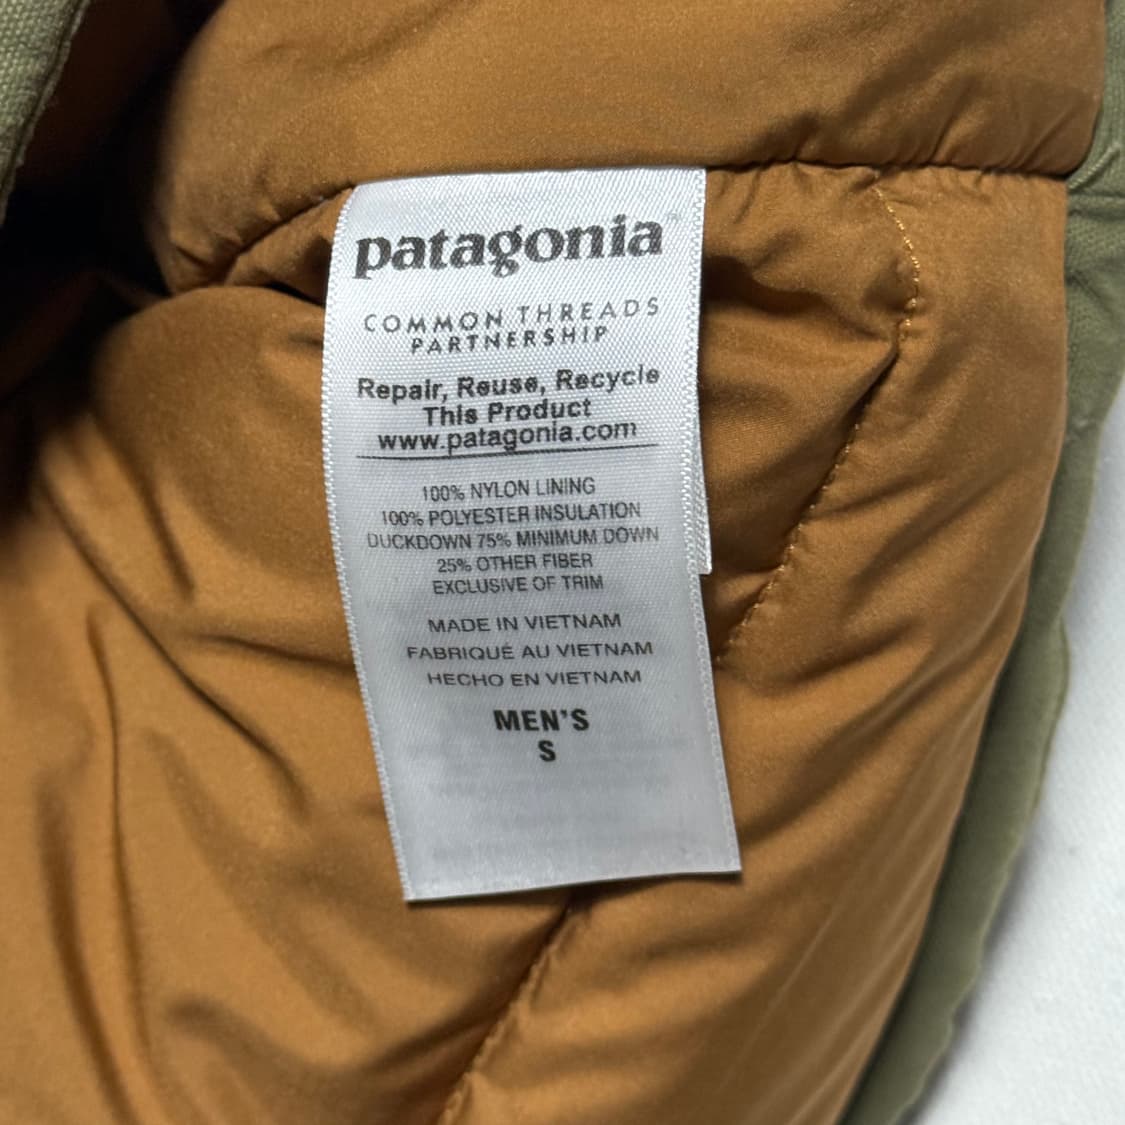 patagonia™
COMMON THREADS
PARTNERSHIP
Repair, Reuse, Recycle
This Product
www.patagonia.com
100% NYLON LINING
100% POLYESTER INSULATION
DUCKDOWN 75% MINIMUM DOWN
25% OTHER FIBER
EXCLUSIVE OF TRIM
MADE IN VIETNAM
FABRIQUÉ AU VIETNAM
HECHO EN VIETNAM
MEN'S
S